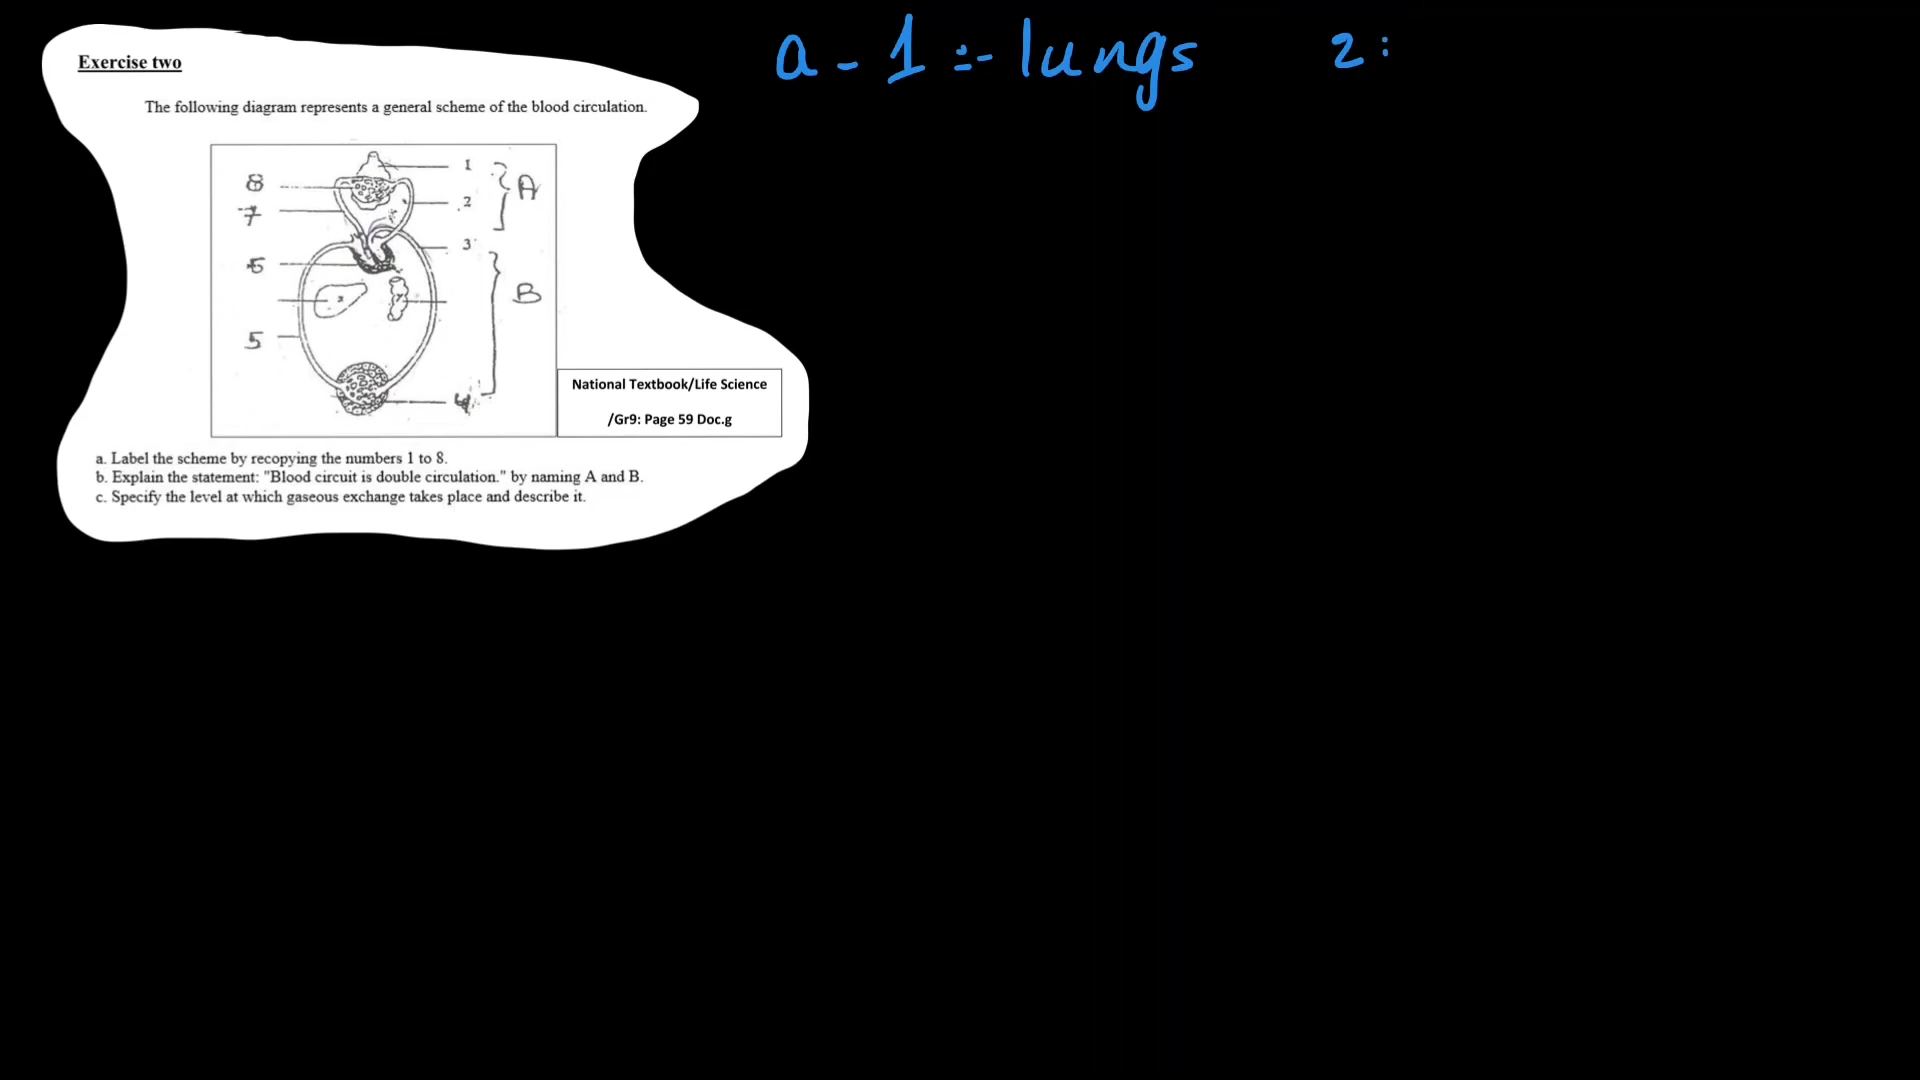 Exercise two
a - 1 :- lungs 2 :
The following diagram represents a general scheme of the blood circulation.
1
8
A
2
7
3
6
B
5
4
National Textbook/Life Science
/Gr9: Page 59 Doc.g
a. Label the scheme by recopying the numbers 1 to 8.
b. Explain the statement: "Blood circuit is double circulation." by naming A and B.
c. Specify the level at which gaseous exchange takes place and describe it.